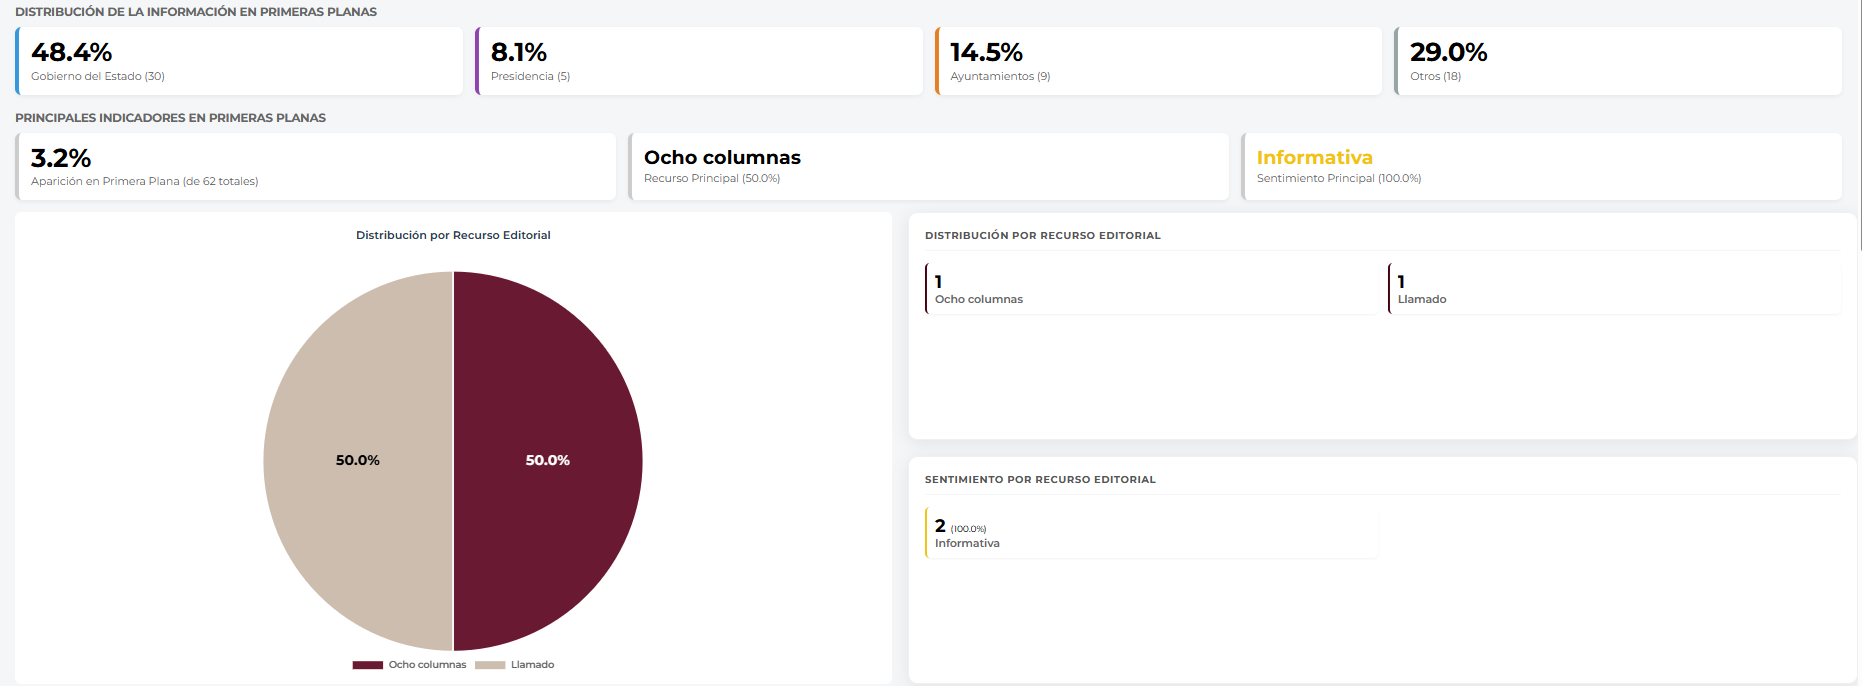 DISTRIBUCIÓN DE LA INFORMACIÓN EN PRIMERAS PLANAS
48.4%
Gobierno del Estado (30)
8.1%
Presidencia (5)
14.5%
Ayuntamientos (9)
29.0%
Otros (18)
PRINCIPALES INDICADORES EN PRIMERAS PLANAS
3.2%
Aparición en Primera Plana (de 62 totales)
Ocho columnas
Recurso Principal (50.0%)
Informativa
Sentimiento Principal (100.0%)
Distribución por Recurso Editorial
50.0%
50.0%
Ocho columnas
Llamado
DISTRIBUCIÓN POR RECURSO EDITORIAL
1
Ocho columnas
1
Llamado
SENTIMIENTO POR RECURSO EDITORIAL
2 (100.0%)
Informativa